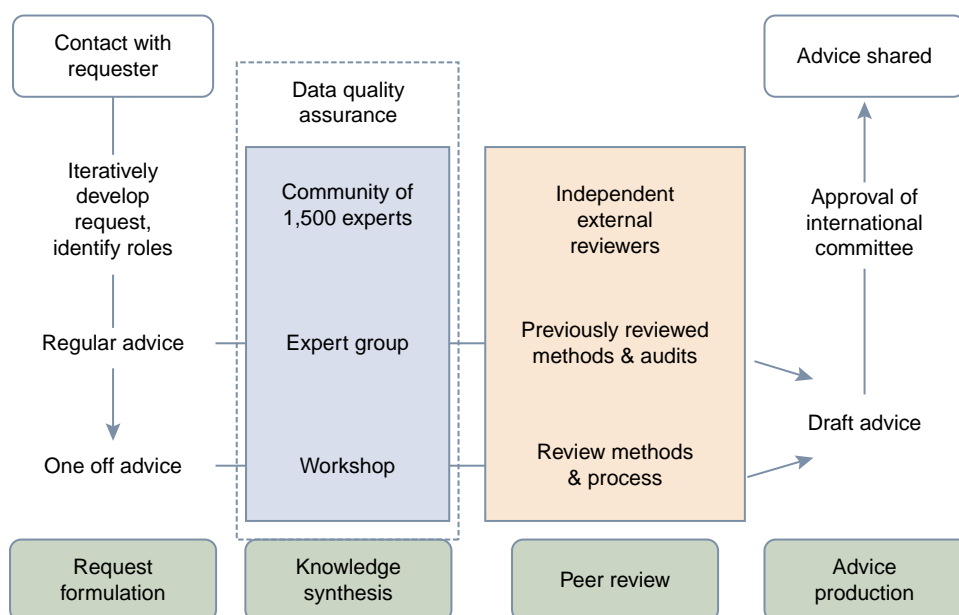 Contact with
requester
Iteratively
develop
request,
identify roles
Regular advice
One off advice
Data quality
assurance
Community of
1,500 experts
Expert group
Workshop
Independent
external
reviewers
Previously reviewed
methods & audits
Review methods
& process
Advice shared
Approval of
international
committee
Draft advice
Request
formulation
Knowledge
synthesis
Peer review
Advice
production